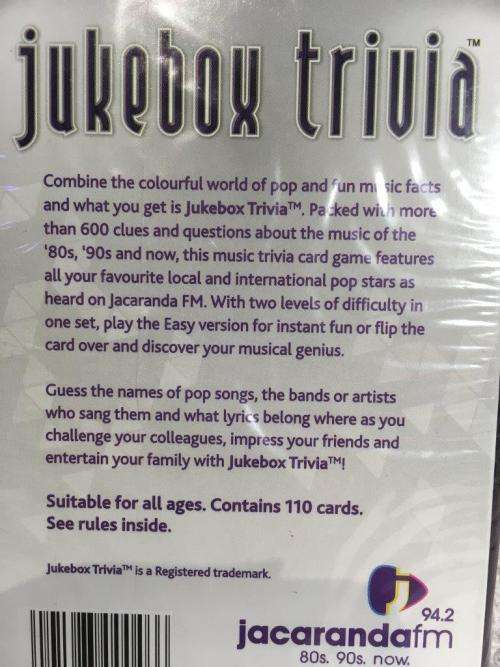 jukebox trivia™
Combine the colourful world of pop and fun music facts
and what you get is Jukebox Trivia™. Packed with more
than 600 clues and questions about the music of the
'80s, '90s and now, this music trivia card game features
all your favourite local and international pop stars as
heard on Jacaranda FM. With two levels of difficulty in
one set, play the Easy version for instant fun or flip the
card over and discover your musical genius.
Guess the names of pop songs, the bands or artists
who sang them and what lyrics belong where as you
challenge your colleagues, impress your friends and
entertain your family with Jukebox Trivia™!
Suitable for all ages. Contains 110 cards.
See rules inside.
Jukebox Trivia™ is a Registered trademark.
94.2
jacarandafm
80s. 90s. now.